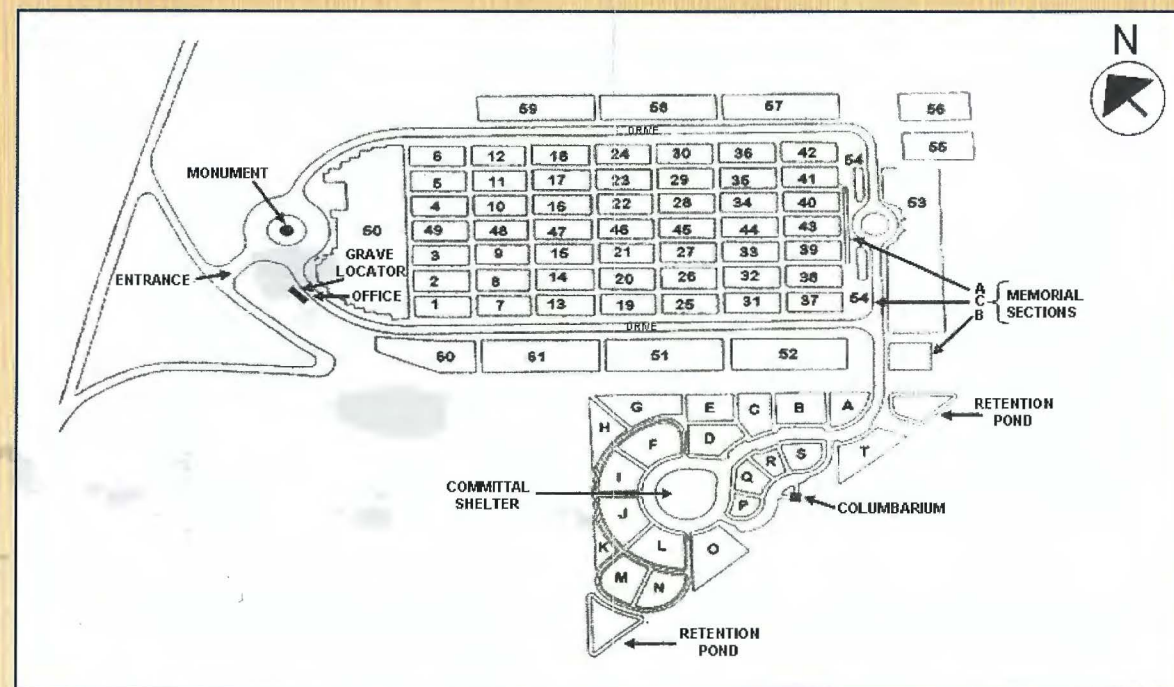 N
59 58 57 56
DRIVE
55
6 12 18 24 30 36 42 54
MONUMENT
5 11 17 23 29 35 41
4 10 16 22 28 34 40 53
49 48 47 46 45 44 43
3 9 15 21 27 33 39
2 8 14 20 26 32 38
1 7 13 19 25 31 37 54
GRAVE
LOCATOR
ENTRANCE
OFFICE
A
C
B
MEMORIAL
SECTIONS
DRIVE
60 61 51 52
G E C B A
RETENTION
POND
H F D
T
S
R
I Q
COMMITTAL
SHELTER
P
COLUMBARIUM
J
K L O
M N
RETENTION
POND